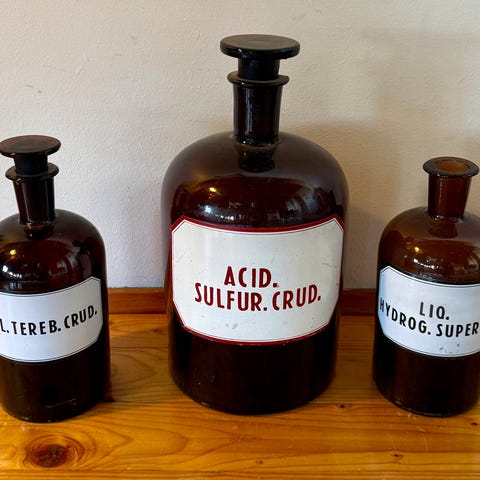 L. TEREB. CRUD.
ACID.
SULFUR. CRUD.
LIQ.
HYDROG. SUPER